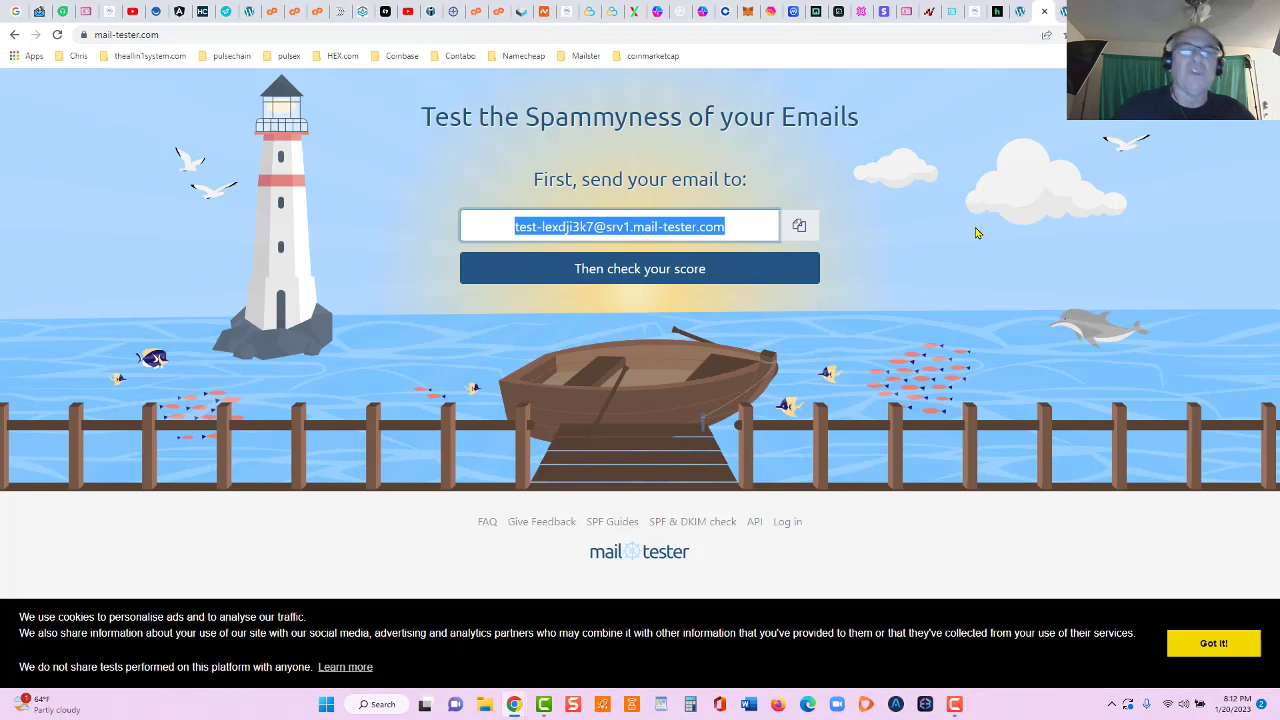 mail-tester.com
Apps Chris theallin1system.com pulsechain pulsex HEX.com Coinbase Contabo Namecheap Mailster coinmarketcap
Test the Spammyness of your Emails
First, send your email to:
test-lexdji3k7@srv1.mail-tester.com
Then check your score
FAQ Give Feedback SPF Guides SPF & DKIM check API Log in
mail tester
We use cookies to personalise ads and to analyse our traffic.
We also share information about your use of our site with our social media, advertising and analytics partners who may combine it with other information that you've provided to them or that they've collected from your use of their services.
Got it!
We do not share tests performed on this platform with anyone. Learn more
64°F
Partly cloudy
Search
8:12 PM
1/20/2023